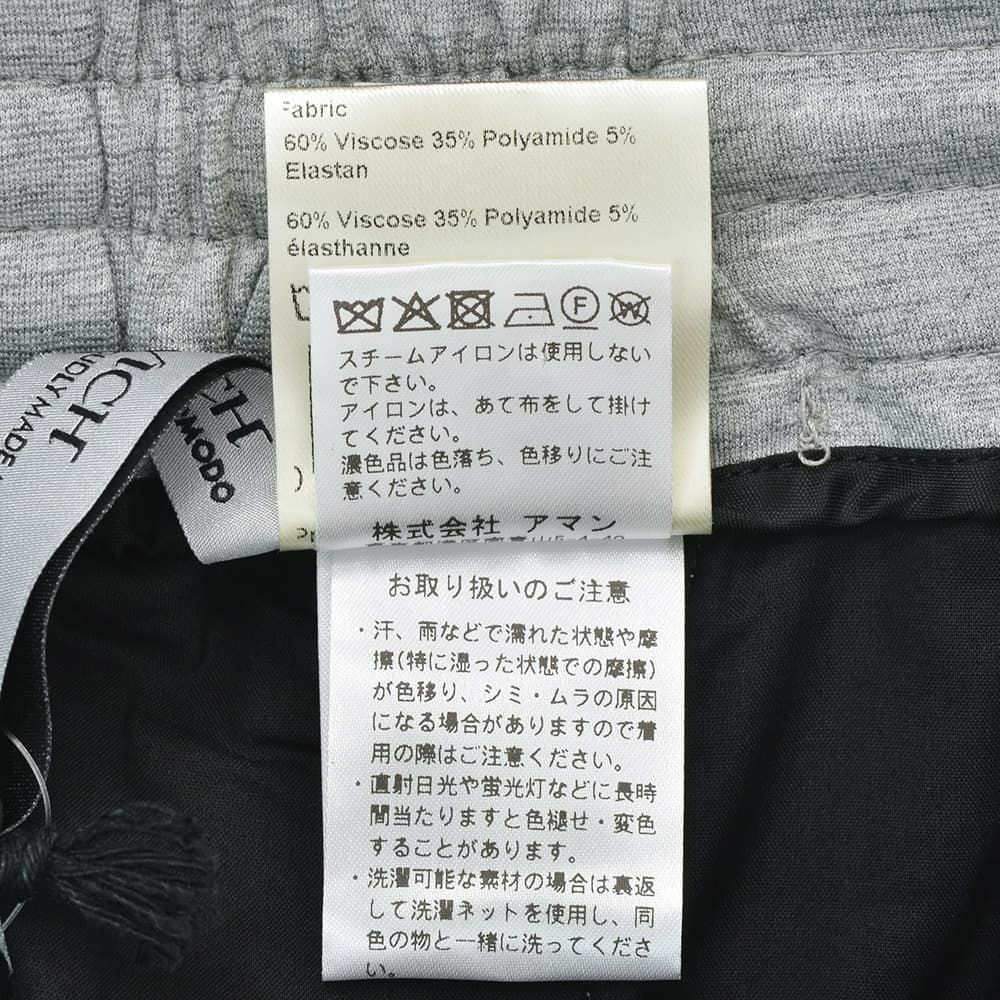 Fabric
60% Viscose 35% Polyamide 5%
Elastan
60% Viscose 35% Polyamide 5%
élasthanne
F
W
スチームアイロンは使用しない
で下さい。
アイロンは、あて布をして掛け
てください。
濃色品は色落ち、色移りにご注
意ください。
株式会社 アマン
お取り扱いのご注意
・汗、雨などで濡れた状態や摩
擦(特に湿った状態での摩擦)
が色移り、シミ・ムラの原因
になる場合がありますので着
用の際はご注意ください。
・直射日光や蛍光灯などに長時
間当たりますと色褪せ・変色
することがあります。
・洗濯可能な素材の場合は裏返
して洗濯ネットを使用し、同
色の物と一緒に洗ってくださ
い。
ICH
UDLY MADE
CH
MODO